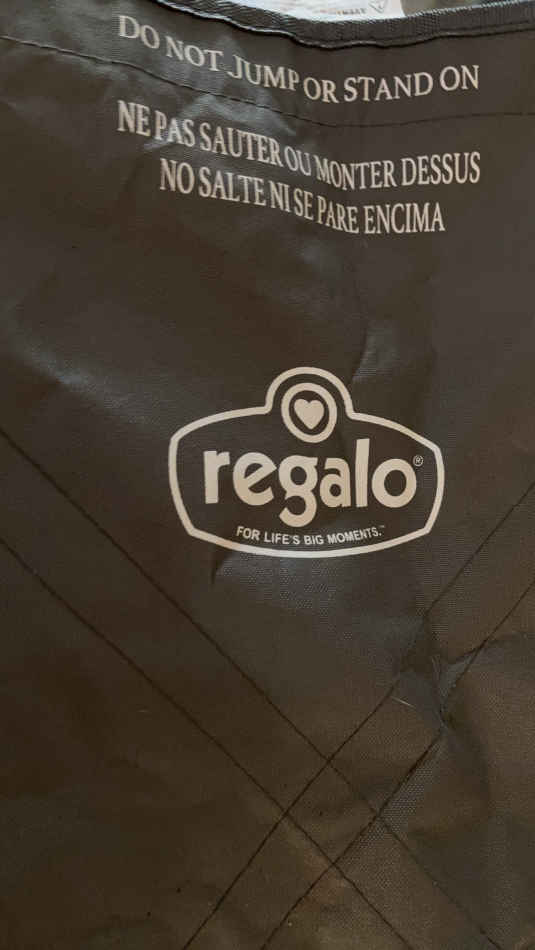 DO NOT JUMP OR STAND ON
NE PAS SAUTER OU MONTER DESSUS
NO SALTE NI SE PARE ENCIMA
regalo®
FOR LIFE'S BIG MOMENTS.™